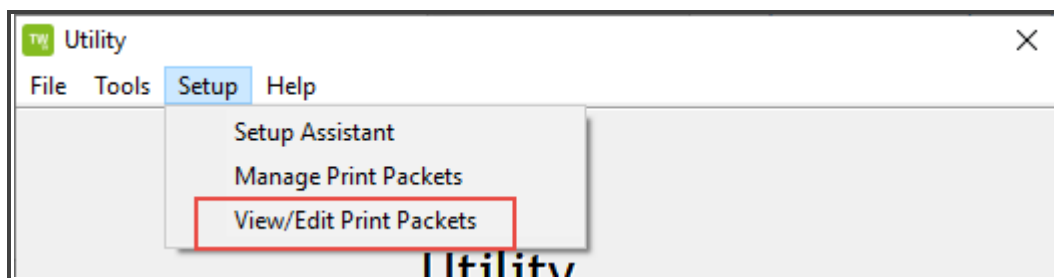 TW Utility
File Tools Setup Help
Setup Assistant
Manage Print Packets
View/Edit Print Packets
Utility